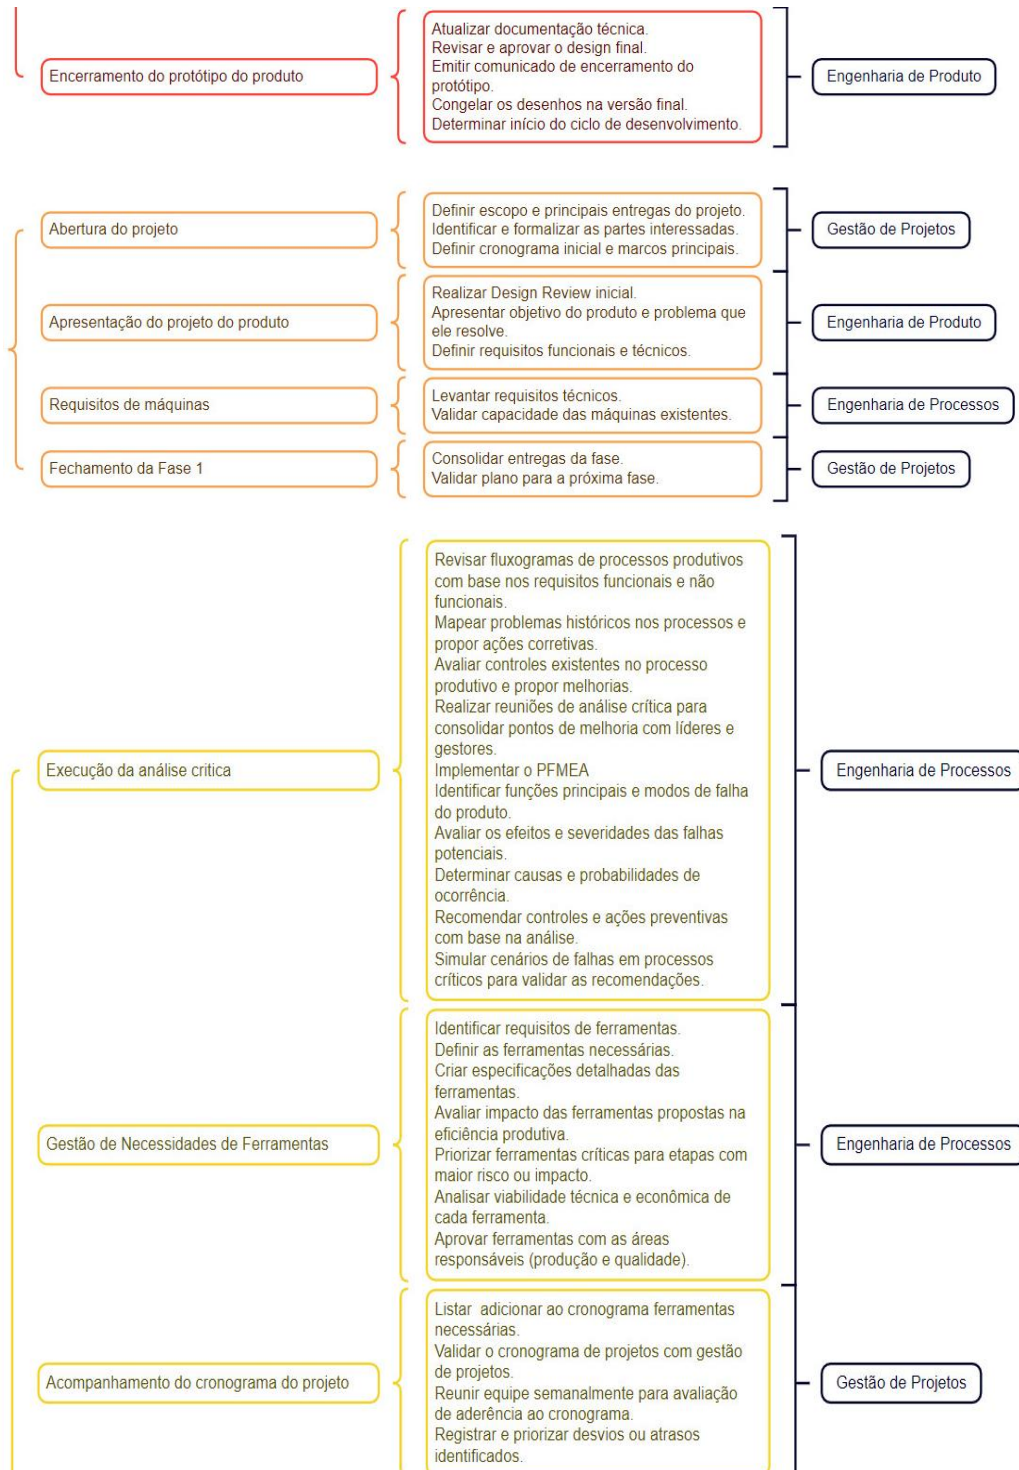 Encerramento do protótipo do produto
Atualizar documentação técnica.
Revisar e aprovar o design final.
Emitir comunicado de encerramento do
protótipo.
Congelar os desenhos na versão final.
Determinar início do ciclo de desenvolvimento.
Engenharia de Produto
Abertura do projeto
Definir escopo e principais entregas do projeto.
Identificar e formalizar as partes interessadas.
Definir cronograma inicial e marcos principais.
Gestão de Projetos
Apresentação do projeto do produto
Realizar Design Review inicial.
Apresentar objetivo do produto e problema que
ele resolve.
Definir requisitos funcionais e técnicos.
Engenharia de Produto
Requisitos de máquinas
Levantar requisitos técnicos.
Validar capacidade das máquinas existentes.
Engenharia de Processos
Fechamento da Fase 1
Consolidar entregas da fase.
Validar plano para a próxima fase.
Gestão de Projetos
Execução da análise critica
Revisar fluxogramas de processos produtivos
com base nos requisitos funcionais e não
funcionais.
Mapear problemas históricos nos processos e
propor ações corretivas.
Avaliar controles existentes no processo
produtivo e propor melhorias.
Realizar reuniões de análise crítica para
consolidar pontos de melhoria com líderes e
gestores.
Implementar o PFMEA
Identificar funções principais e modos de falha
do produto.
Avaliar os efeitos e severidades das falhas
potenciais.
Determinar causas e probabilidades de
ocorrência.
Recomendar controles e ações preventivas
com base na análise.
Simular cenários de falhas em processos
críticos para validar as recomendações.
Engenharia de Processos
Gestão de Necessidades de Ferramentas
Identificar requisitos de ferramentas.
Definir as ferramentas necessárias.
Criar especificações detalhadas das
ferramentas.
Avaliar impacto das ferramentas propostas na
eficiência produtiva.
Priorizar ferramentas críticas para etapas com
maior risco ou impacto.
Analisar viabilidade técnica e econômica de
cada ferramenta.
Aprovar ferramentas com as áreas
responsáveis (produção e qualidade).
Engenharia de Processos
Acompanhamento do cronograma do projeto
Listar  adicionar ao cronograma ferramentas
necessárias.
Validar o cronograma de projetos com gestão
de projetos.
Reunir equipe semanalmente para avaliação
de aderência ao cronograma.
Registrar e priorizar desvios ou atrasos
identificados.
Gestão de Projetos